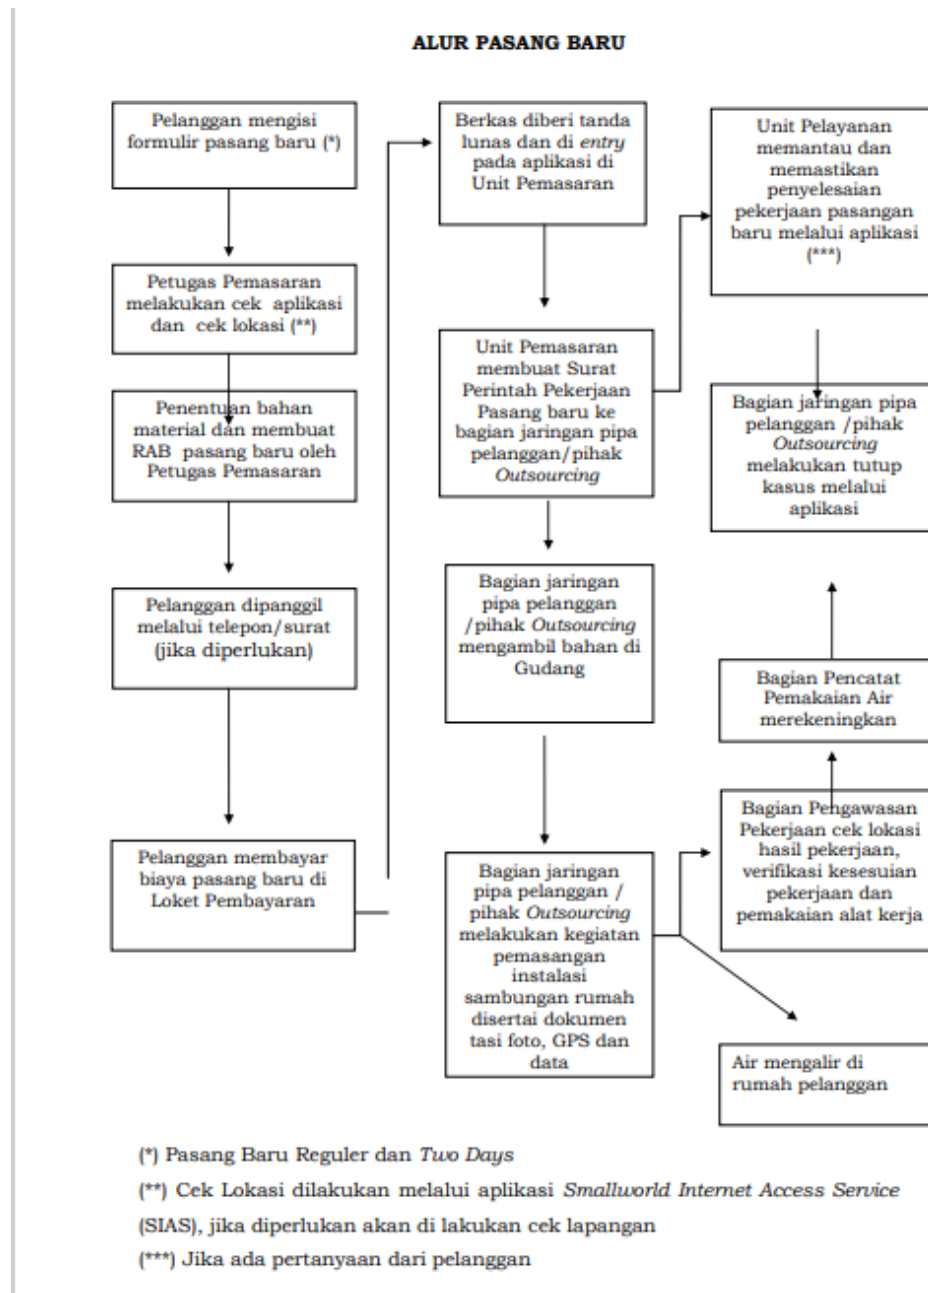 ALUR PASANG BARU
Pelanggan mengisi
formulir pasang baru (*)
Petugas Pemasaran
melakukan cek aplikasi
dan cek lokasi (**)
Penentuan bahan
material dan membuat
RAB pasang baru oleh
Petugas Pemasaran
Pelanggan dipanggil
melalui telepon/surat
(jika diperlukan)
Pelanggan membayar
biaya pasang baru di
Loket Pembayaran
Berkas diberi tanda
lunas dan di entry
pada aplikasi di
Unit Pemasaran
Unit Pemasaran
membuat Surat
Perintah Pekerjaan
Pasang baru ke
bagian jaringan pipa
pelanggan/pihak
Outsourcing
Bagian jaringan
pipa pelanggan
/pihak Outsourcing
mengambil bahan di
Gudang
Bagian jaringan
pipa pelanggan /
pihak Outsourcing
melakukan kegiatan
pemasangan
instalasi
sambungan rumah
disertai dokumen
tasi foto, GPS dan
data
Unit Pelayanan
memantau dan
memastikan
penyelesaian
pekerjaan pasangan
baru melalui aplikasi
(***)
Bagian jaringan pipa
pelanggan /pihak
Outsourcing
melakukan tutup
kasus melalui
aplikasi
Bagian Pencatat
Pemakaian Air
merekeningkan
Bagian Pengawasan
Pekerjaan cek lokasi
hasil pekerjaan,
verifikasi kesesuian
pekerjaan dan
pemakaian alat kerja
Air mengalir di
rumah pelanggan
(*) Pasang Baru Reguler dan Two Days
(**) Cek Lokasi dilakukan melalui aplikasi Smallworld Internet Access Service
(SIAS), jika diperlukan akan di lakukan cek lapangan
(***) Jika ada pertanyaan dari pelanggan